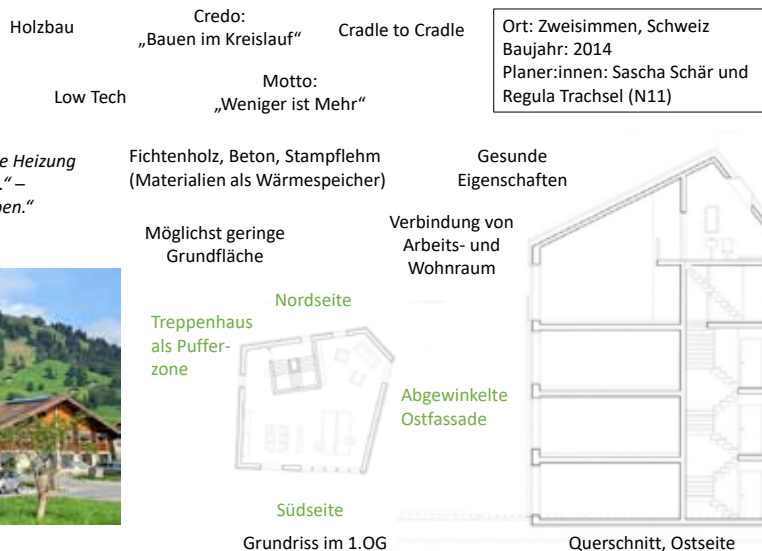 Holzbau
Credo:
„Bauen im Kreislauf“
Cradle to Cradle
Ort: Zweisimmen, Schweiz
Baujahr: 2014
Planer:innen: Sascha Schär und
Regula Trachsel (N11)
Low Tech
Motto:
„Weniger ist Mehr“
e Heizung
.“ –
ben.“
Fichtenholz, Beton, Stampflehm
(Materialien als Wärmespeicher)
Gesunde
Eigenschaften
Möglichst geringe
Grundfläche
Verbindung von
Arbeits- und
Wohnraum
Nordseite
Treppenhaus
als Puffer-
zone
Abgewinkelte
Ostfassade
Südseite
Grundriss im 1.OG
Querschnitt, Ostseite